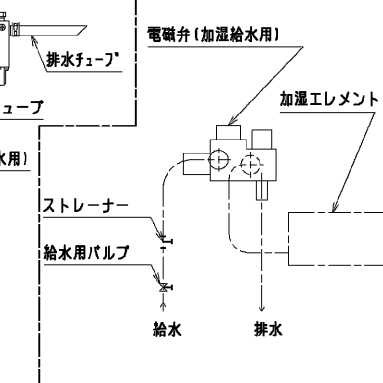 電磁弁(加湿給水用)
排水チューブ
加湿エレメント
ューブ
水用)
ストレーナー
給水用バルブ
給水
排水